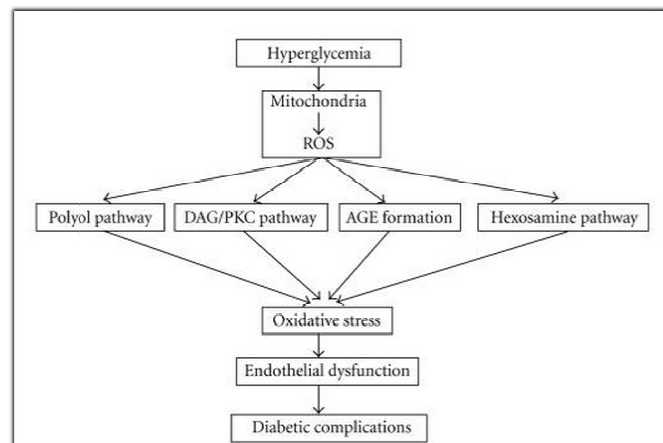 Hyperglycemia
Mitochondria
ROS
Polyol pathway
DAG/PKC pathway
AGE formation
Hexosamine pathway
Oxidative stress
Endothelial dysfunction
Diabetic complications